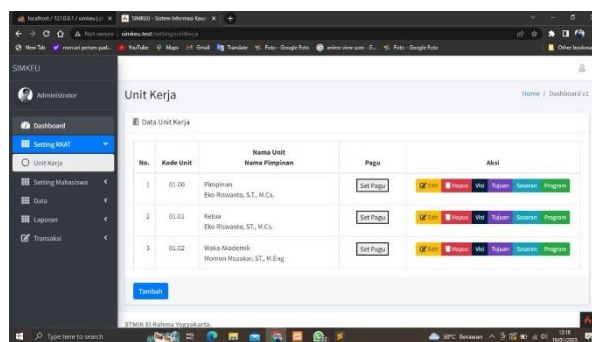 localhost / 127.0.0.1 / simkeu | p
SIMKEU - Sistem Informasi Keua
Not secure
simkeu.test/setting/unitkerja
New Tab
YouTube
Maps
Gmail
Translate
Foto - Google Foto
Foto - Google Foto
Other bookma
SIMKEU
Administrator
Dashboard
Setting RKAT
Unit Kerja
Setting Mahasiswa
Data
Laporan
Transaksi
Unit Kerja
Home / Dashboard v1
Data Unit Kerja
No. Kode Unit Nama Unit Pagu Aksi
Nama Pimpinan
1 01.00 Pimpinan Set Pagu Edit Hapus Visi Tujuan Sasaran Program
Eko Riswanto, S.T., M.Cs.
2 01.01 Ketua Set Pagu Edit Hapus Visi Tujuan Sasaran Program
Eko Riswanto, ST., M.Cs.
3 01.02 Waka Akademik Set Pagu Edit Hapus Visi Tujuan Sasaran Program
Momon Muzakar, ST., M.Eng
Tambah
STMIK El Rahma Yogyakarta.
Type here to search
30°C Berawan
12:18